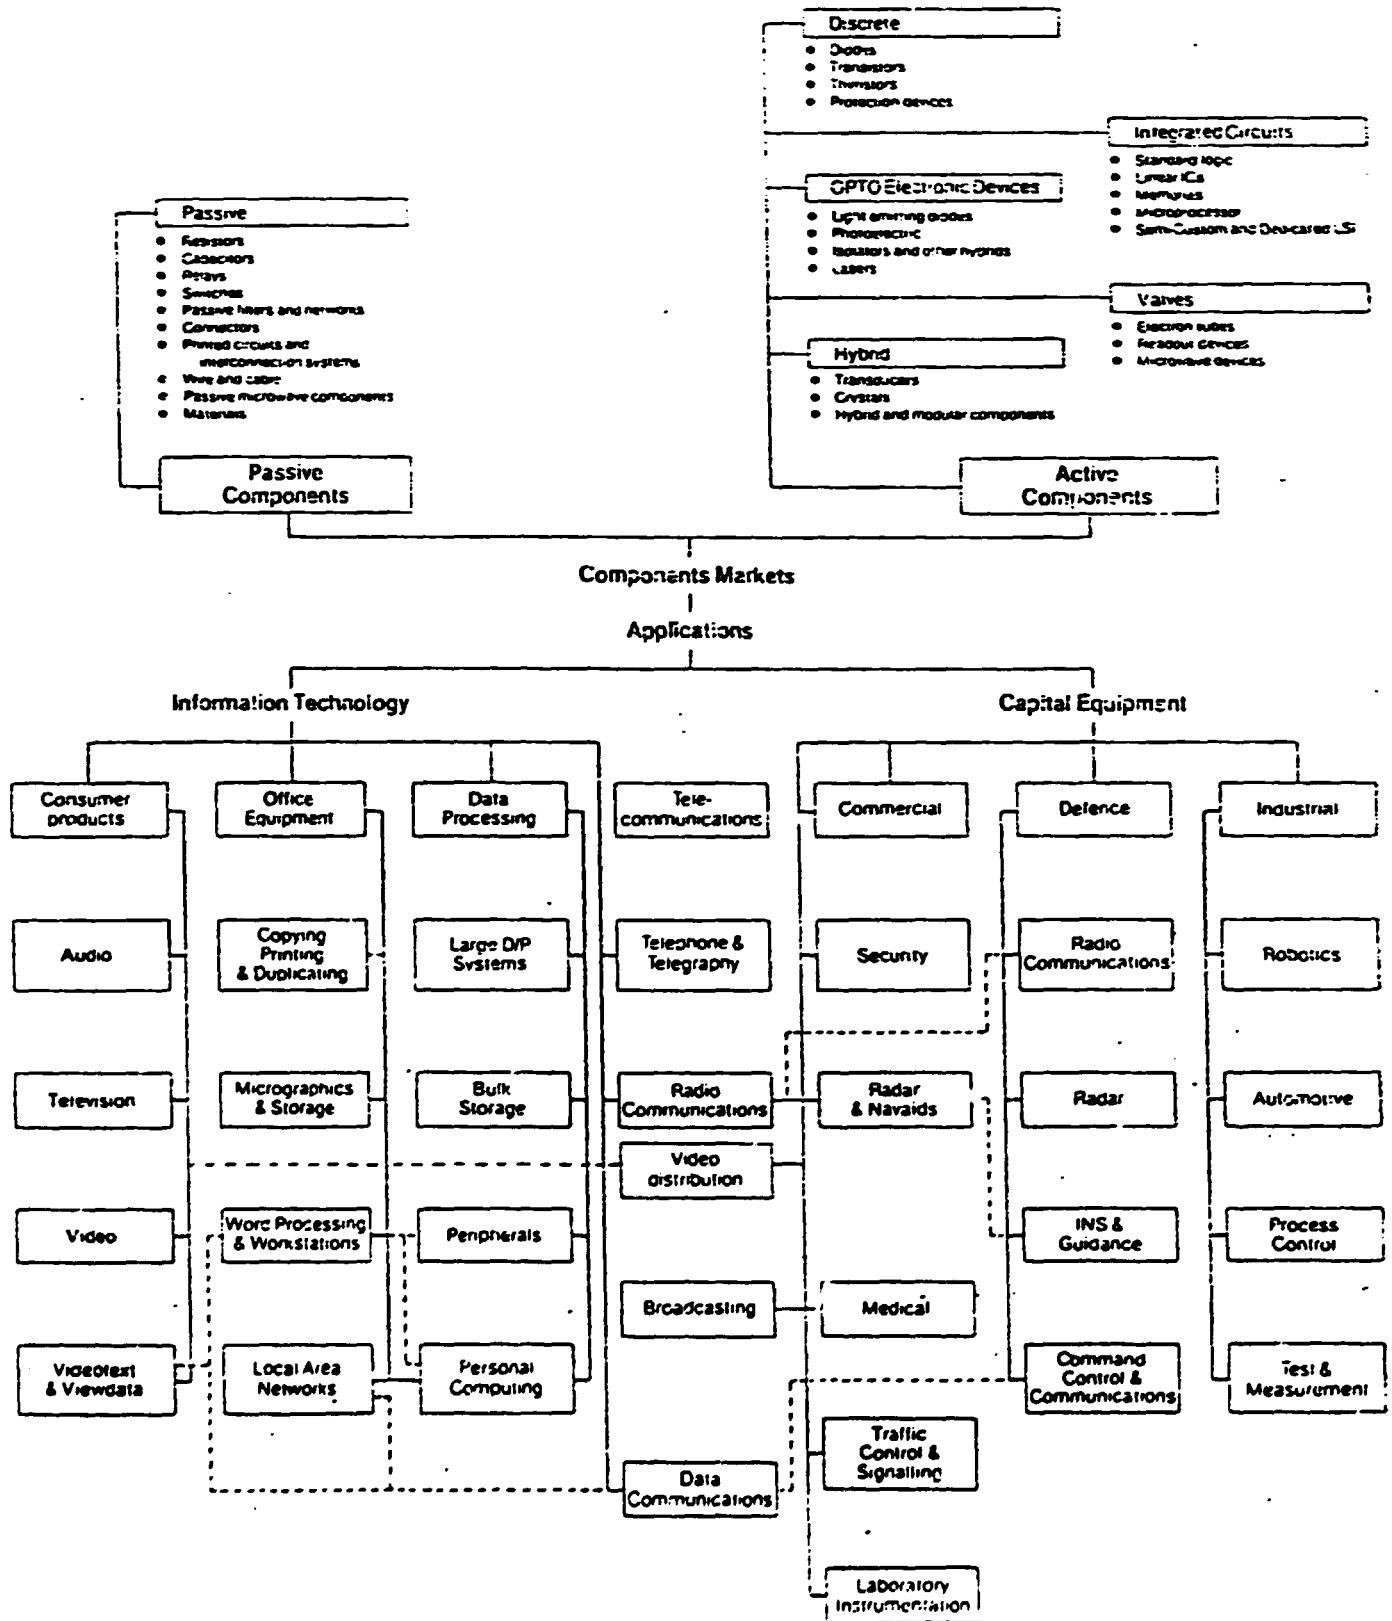 Discrete
• Diodes
• Transistors
• Thyristors
• Protection devices
Integrated Circuits
• Standard logic
• Linear ICs
• Memories
• Microprocessor
• Semi-Custom and Dedicated LSI
OPTO Electronic Devices
• Light emitting diodes
• Photoelectric
• Isolators and other hybrids
• Lasers
Valves
• Electron tubes
• Readout devices
• Microwave devices
Hybrid
• Transducers
• Crystals
• Hybrid and modular components
Passive
• Resistors
• Capacitors
• Relays
• Switches
• Passive filters and networks
• Connectors
• Printed circuits and
interconnection systems
• Wire and cable
• Passive microwave components
• Materials
Passive
Components
Active
Components
Components Markets
Applications
Information Technology
Capital Equipment
Consumer
products
Office
Equipment
Data
Processing
Tele-
communications
Commercial
Defence
Industrial
Audio
Copying
Printing
& Duplicating
Large D/P
Systems
Telephone &
Telegraphy
Security
Radio
Communications
Robotics
Television
Micrographics
& Storage
Bulk
Storage
Radio
Communications
Radar
& Navaids
Radar
Automotive
Video
distribution
Video
Word Processing
& Workstations
Peripherals
INS &
Guidance
Process
Control
Broadcasting
Medical
Videotext
& Viewdata
Local Area
Networks
Personal
Computing
Command
Control &
Communications
Test &
Measurement
Traffic
Control &
Signalling
Data
Communications
Laboratory
Instrumentation